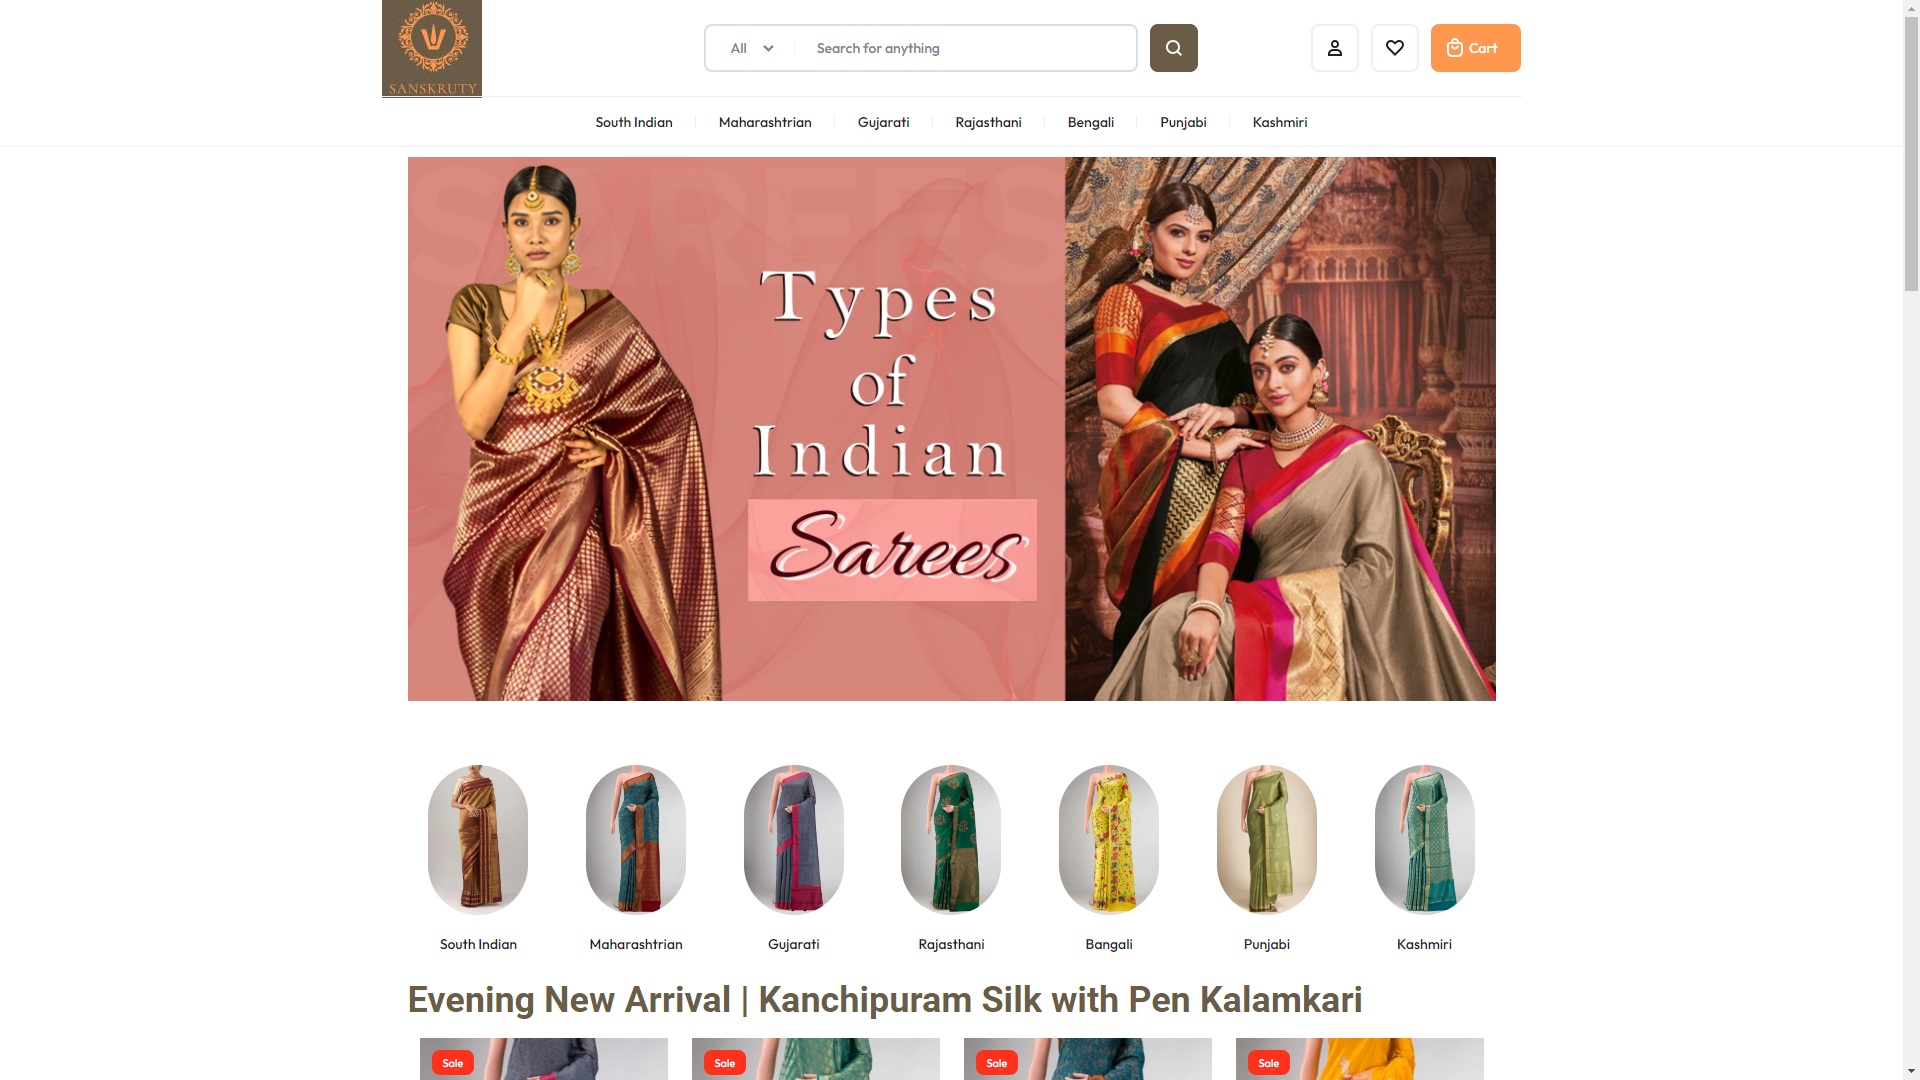 SANSKRUTY
All
Search for anything
Cart
South Indian
Maharashtrian
Gujarati
Rajasthani
Bengali
Punjabi
Kashmiri
SAREES
Types
of
Indian
Sarees
South Indian
Maharashtrian
Gujarati
Rajasthani
Bangali
Punjabi
Kashmiri
Evening New Arrival | Kanchipuram Silk with Pen Kalamkari
Sale
Sale
Sale
Sale